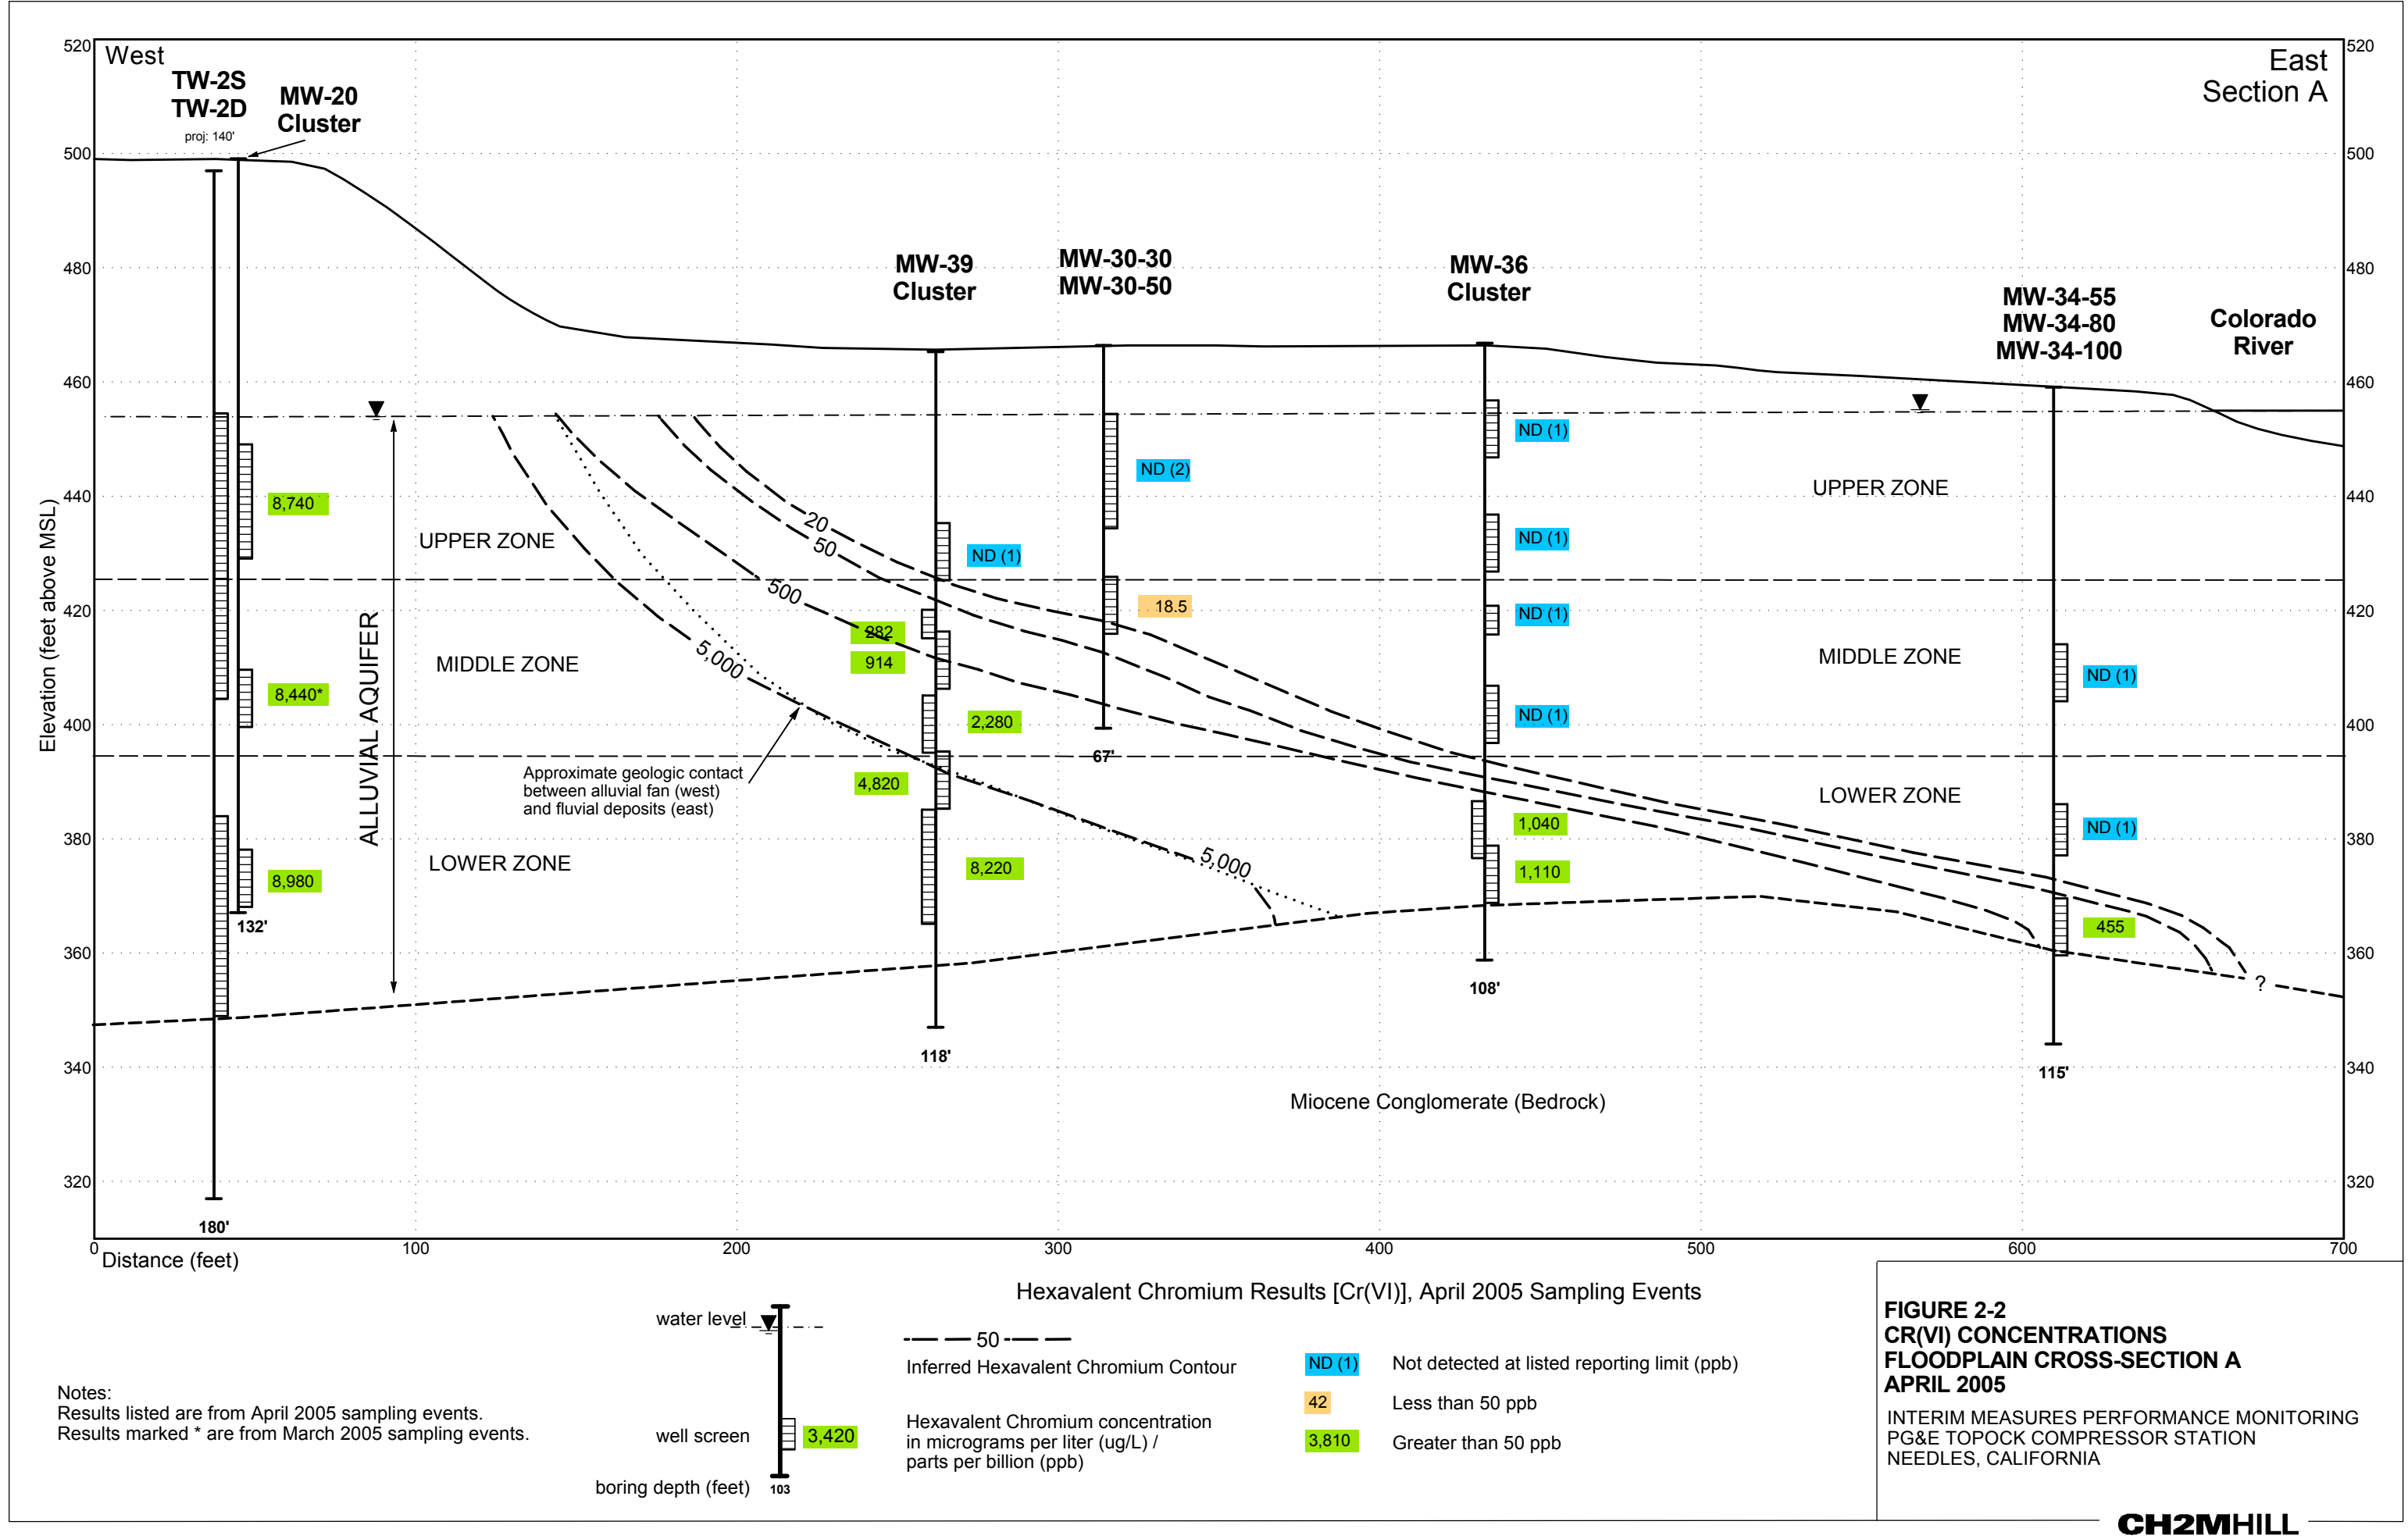 West
East
Section A
TW-2S
TW-2D
proj: 140'
MW-20
Cluster
MW-39
Cluster
MW-30-30
MW-30-50
MW-36
Cluster
MW-34-55
MW-34-80
MW-34-100
Colorado
River
520
500
480
460
440
420
400
380
360
340
320
520
500
480
460
440
420
400
380
360
340
320
Elevation (feet above MSL)
8,740
8,440*
8,980
132'
180'
ALLUVIAL AQUIFER
UPPER ZONE
MIDDLE ZONE
LOWER ZONE
20
50
500
5,000
5,000
Approximate geologic contact
between alluvial fan (west)
and fluvial deposits (east)
ND (1)
282
914
2,280
4,820
8,220
118'
ND (2)
18.5
67'
ND (1)
ND (1)
ND (1)
ND (1)
1,040
1,110
108'
UPPER ZONE
MIDDLE ZONE
LOWER ZONE
ND (1)
ND (1)
455
115'
?
Miocene Conglomerate (Bedrock)
0
100
200
300
400
500
600
700
Distance (feet)
Hexavalent Chromium Results [Cr(VI)], April 2005 Sampling Events
Notes:
Results listed are from April 2005 sampling events.
Results marked * are from March 2005 sampling events.
water level
well screen
3,420
boring depth (feet)
103
50
Inferred Hexavalent Chromium Contour
Hexavalent Chromium concentration
in micrograms per liter (ug/L) /
parts per billion (ppb)
ND (1)
Not detected at listed reporting limit (ppb)
42
Less than 50 ppb
3,810
Greater than 50 ppb
FIGURE 2-2
CR(VI) CONCENTRATIONS
FLOODPLAIN CROSS-SECTION A
APRIL 2005
INTERIM MEASURES PERFORMANCE MONITORING
PG&E TOPOCK COMPRESSOR STATION
NEEDLES, CALIFORNIA
CH2MHILL